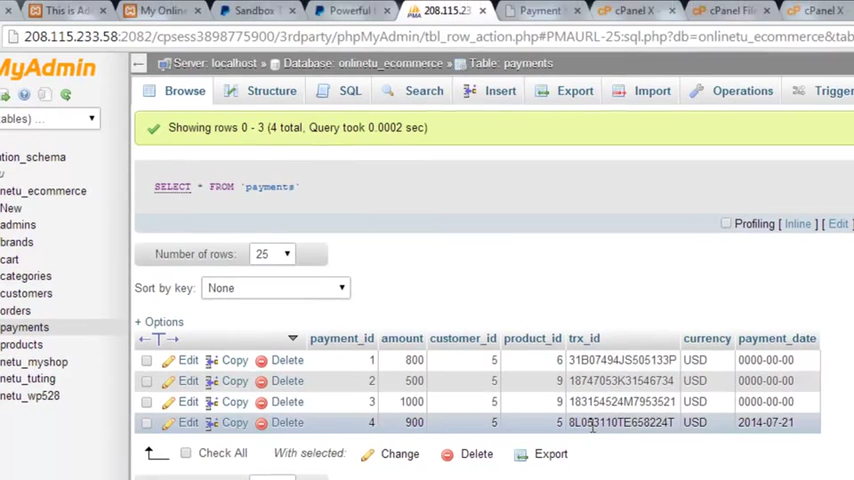 This is Ad
My Onlin
Sandbox T
Powerful
208.115.23
Payment
cPanel X
cPanel File
cPanel X
208.115.233.58:2082/cpsess3898775900/3rdparty/phpMyAdmin/tbl_row_action.php#PMAURL-25:sql.php?db=onlinetu_ecommerce&tab
MyAdmin
Server: localhost » Database: onlinetu_ecommerce » Table: payments
Browse Structure SQL Search Insert Export Import Operations Trigger
ables) ...
Showing rows 0 - 3 (4 total, Query took 0.0002 sec)
ation_schema
u
netu_ecommerce
New
admins
brands
cart
categories
customers
orders
payments
products
netu_myshop
netu_tuting
netu_wp528
SELECT * FROM `payments`
Profiling [ Inline ] [ Edit ]
Number of rows: 25
Sort by key: None
+ Options
payment_id amount customer_id product_id trx_id currency payment_date
Edit Copy Delete 1 800 5 6 31B07494JS505133P USD 0000-00-00
Edit Copy Delete 2 500 5 9 18747053K31546734 USD 0000-00-00
Edit Copy Delete 3 1000 5 9 183154524M7953521 USD 0000-00-00
Edit Copy Delete 4 900 5 5 8L053110TE658224T USD 2014-07-21
Check All With selected: Change Delete Export